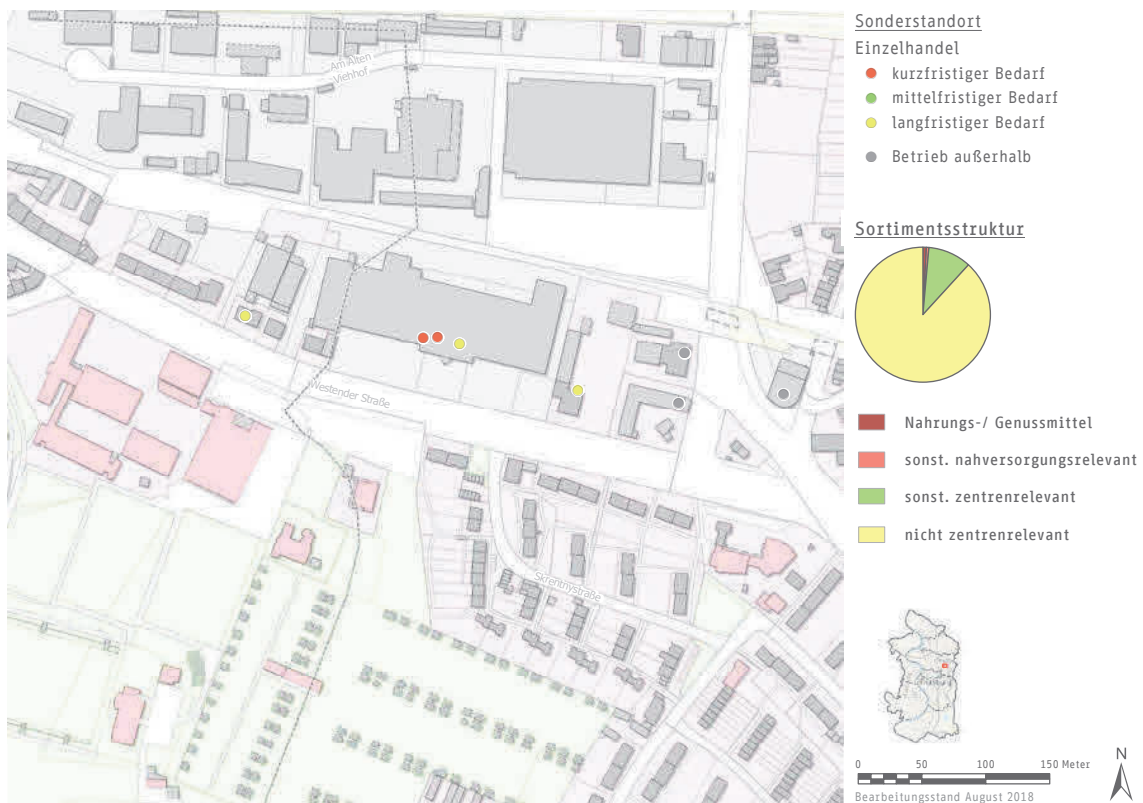 Sonderstandort
Einzelhandel
kurzfristiger Bedarf
mittelfristiger Bedarf
langfristiger Bedarf
Betrieb außerhalb
Sortimentsstruktur
Nahrungs-/ Genussmittel
sonst. nahversorgungsrelevant
sonst. zentrenrelevant
nicht zentrenrelevant
Am Alten
Viehhof
Westender Straße
Skrentnystraße
N
0 50 100 150 Meter
Bearbeitungsstand August 2018